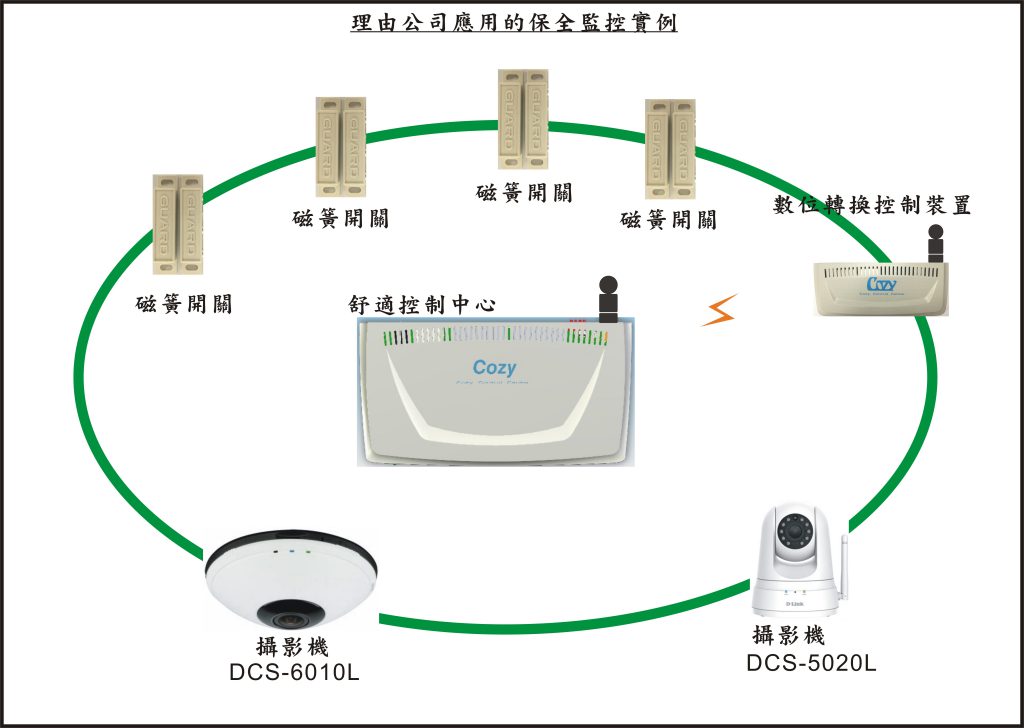 理由公司應用的保全監控實例
GUARD
GUARD
GUARD
GUARD
磁簧開關
磁簧開關
磁簧開關
磁簧開關
數位轉換控制裝置
Cozy
舒適控制中心
Cozy
D-Link
攝影機
DCS-6010L
攝影機
DCS-5020L